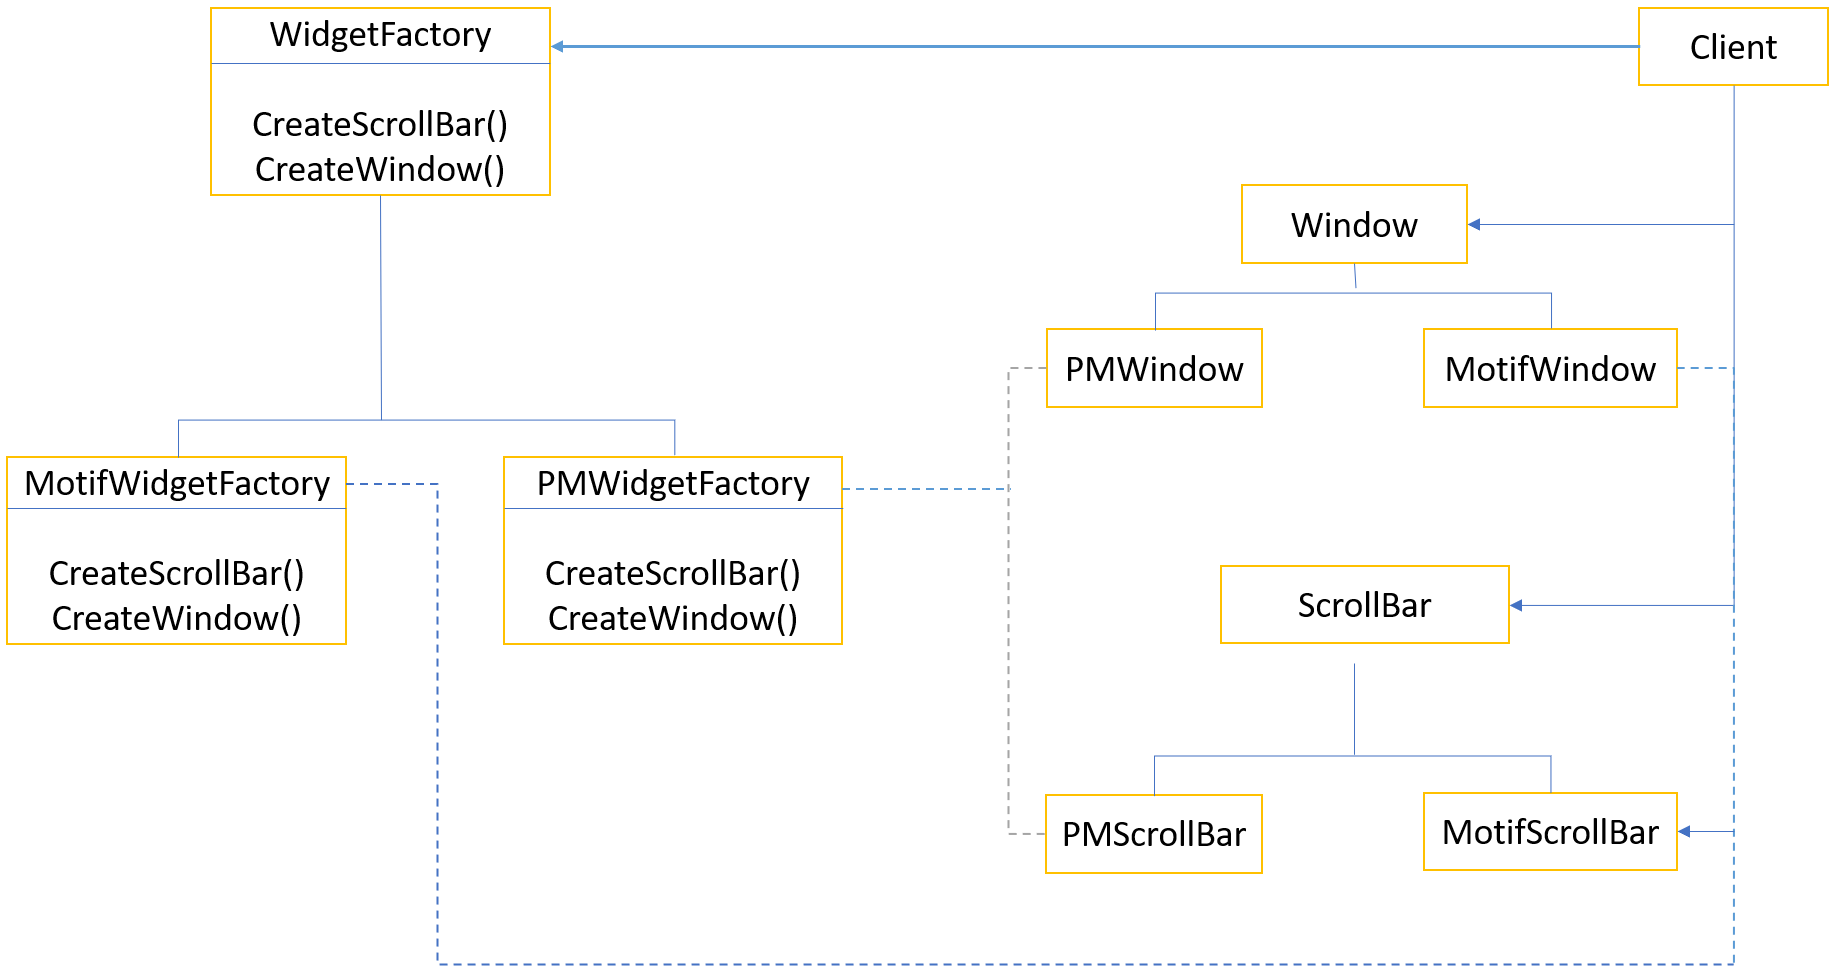 WidgetFactory
CreateScrollBar()
CreateWindow()
Client
Window
PMWindow
MotifWindow
MotifWidgetFactory
CreateScrollBar()
CreateWindow()
PMWidgetFactory
CreateScrollBar()
CreateWindow()
ScrollBar
PMScrollBar
MotifScrollBar